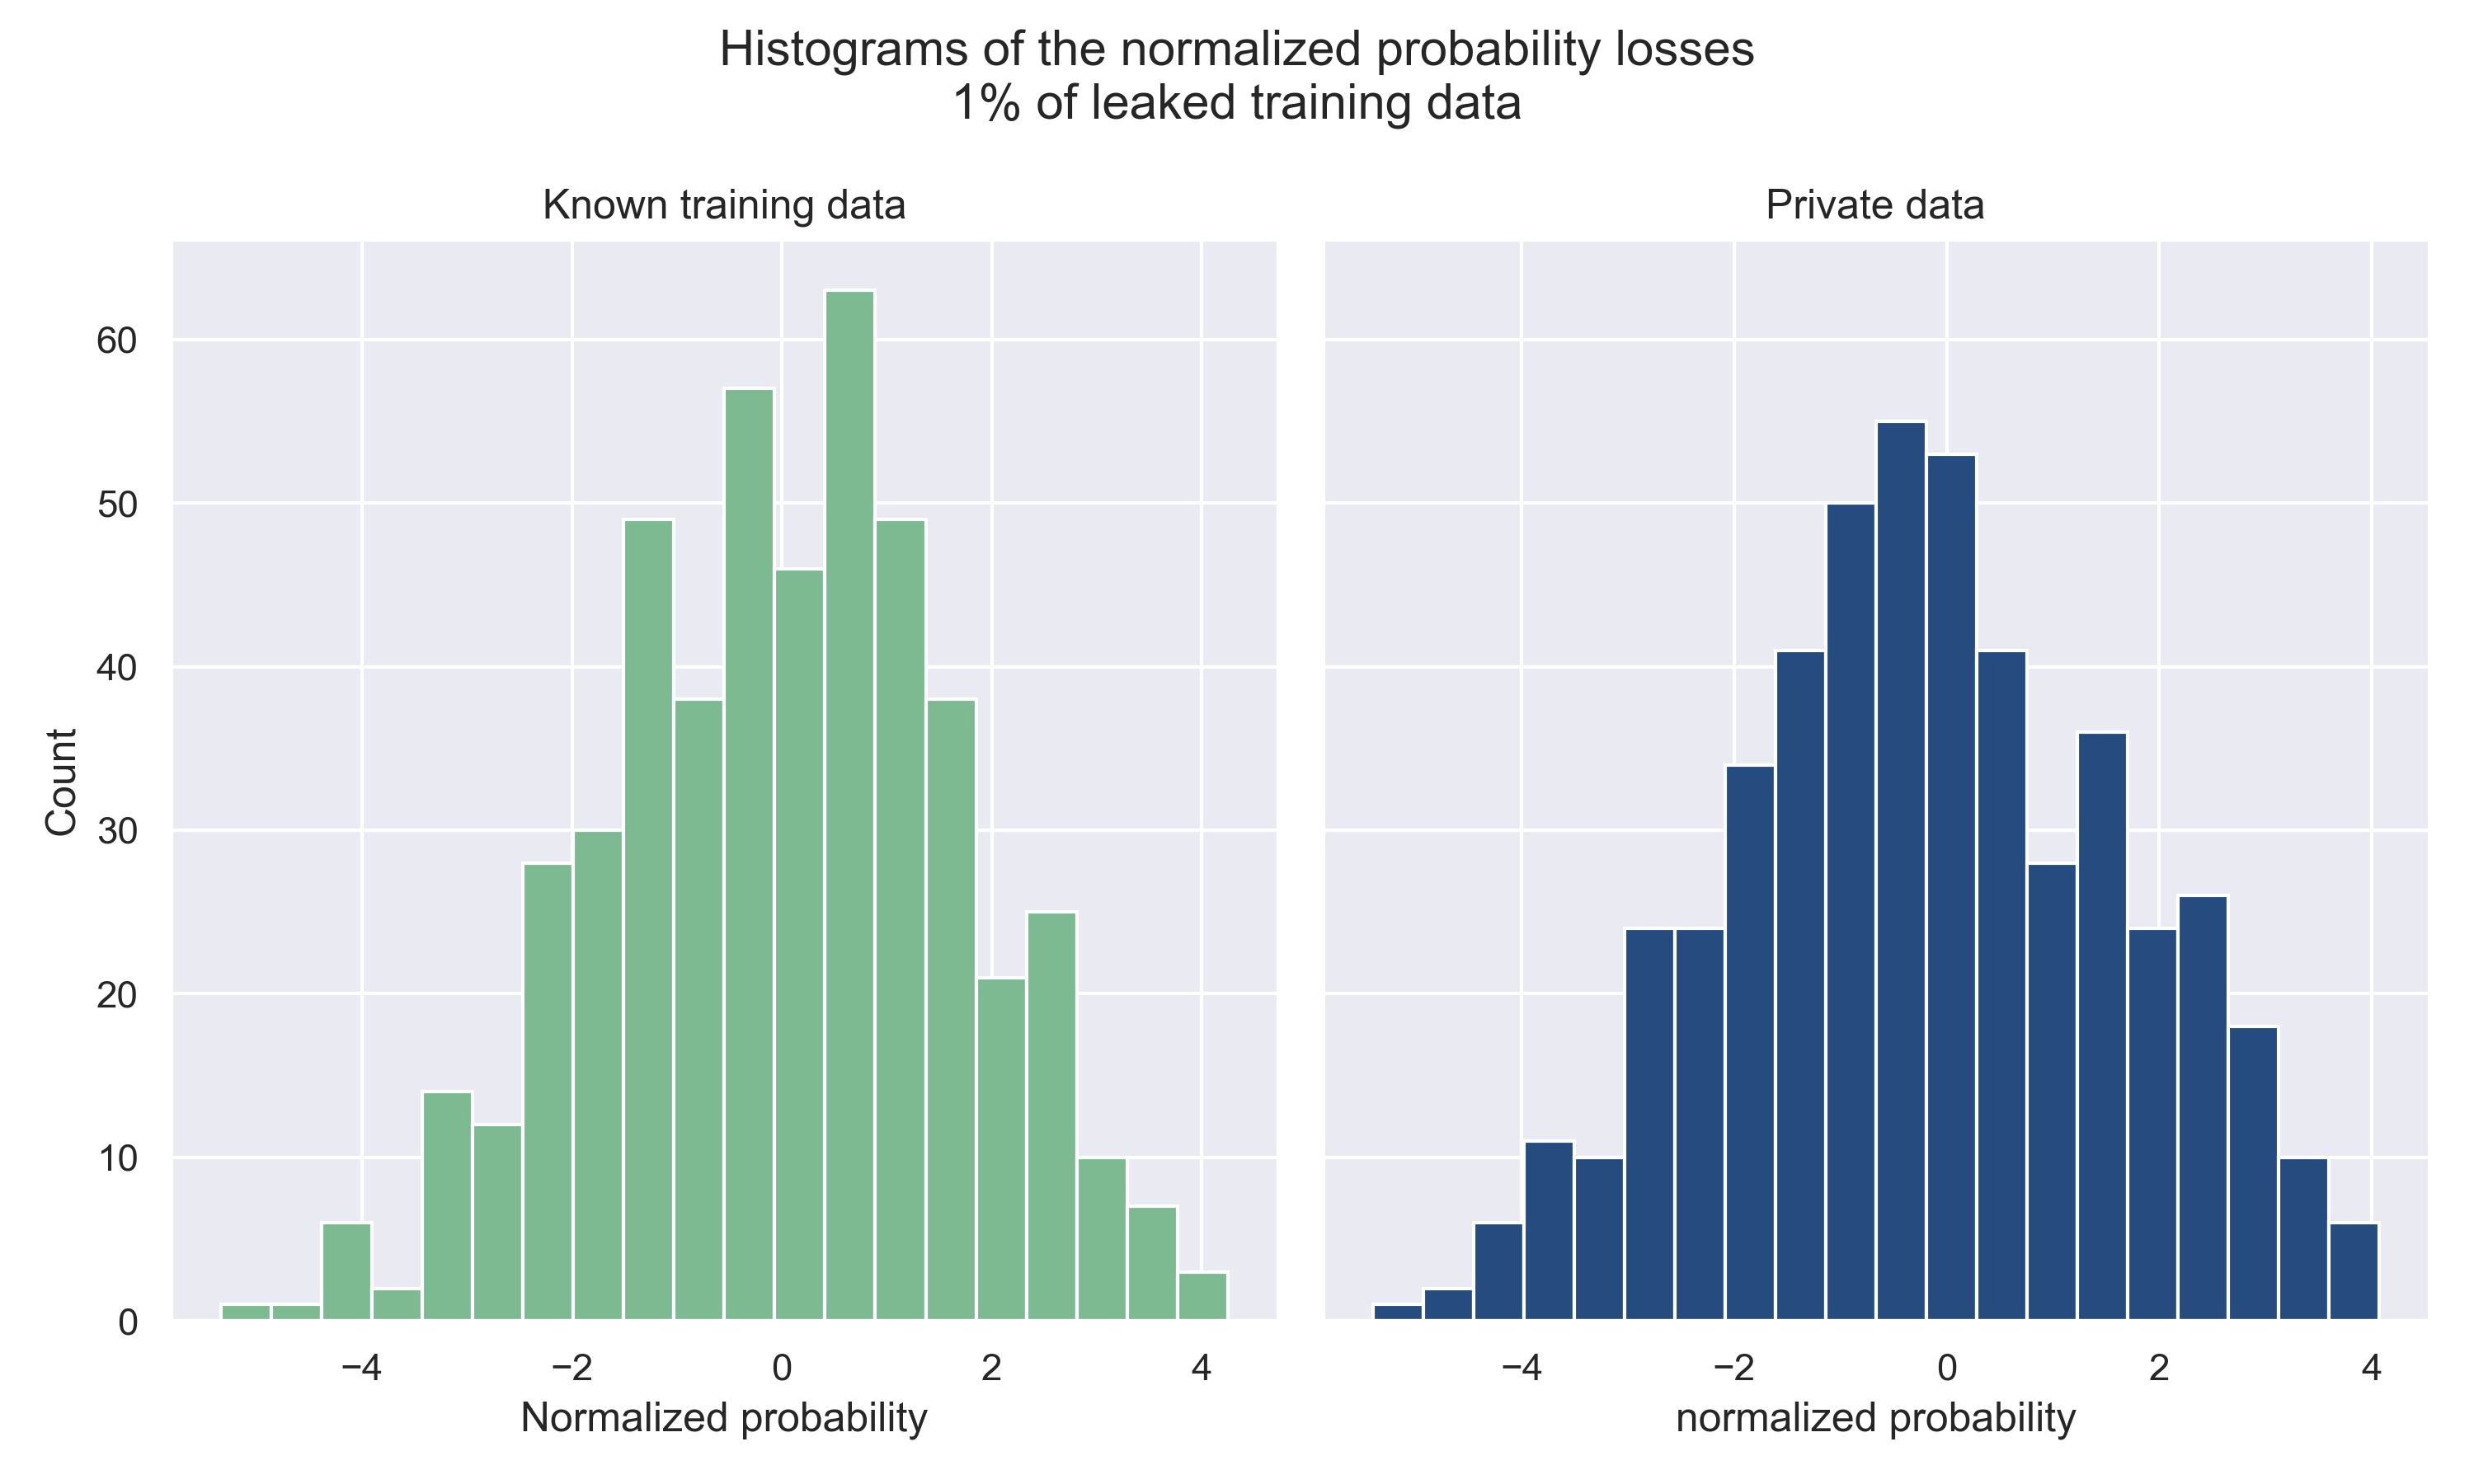 Histograms of the normalized probability losses
1% of leaked training data
Known training data
Private data
Count
60
50
40
30
20
10
0
−4 −2 0 2 4
−4 −2 0 2 4
Normalized probability
normalized probability